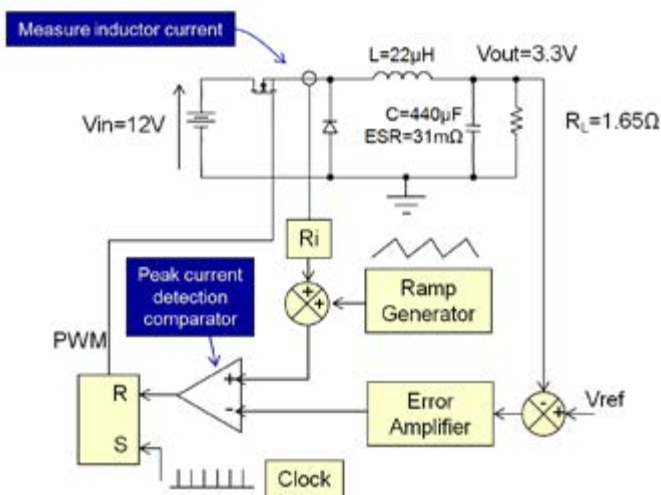 Measure inductor current
L=22µH
Vout=3.3V
Vin=12V
C=440µF
ESR=31mΩ
RL=1.65Ω
Ri
Peak current
detection
comparator
+
+
Ramp
Generator
PWM
R
+
-
S
Error
Amplifier
-
+
Vref
Clock